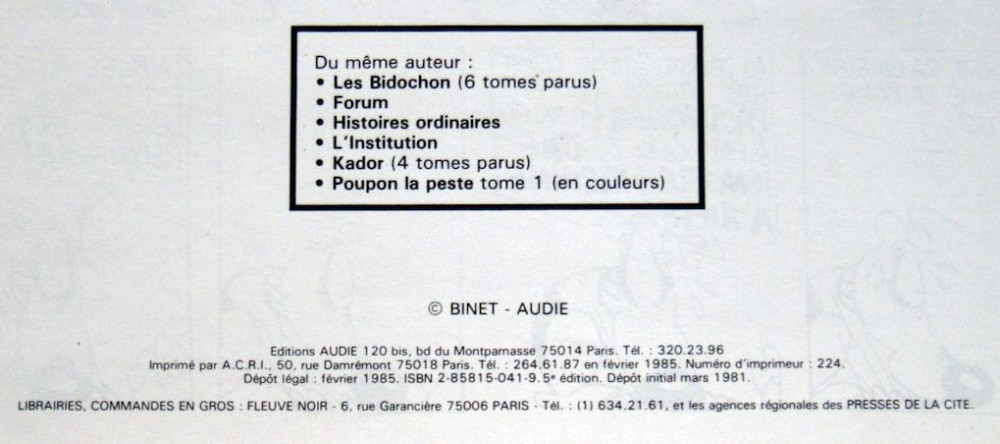 Du même auteur :
• Les Bidochon (6 tomes parus)
• Forum
• Histoires ordinaires
• L'Institution
• Kador (4 tomes parus)
• Poupon la peste tome 1 (en couleurs)
© BINET - AUDIE
Editions AUDIE 120 bis, bd du Montparnasse 75014 Paris. Tél. : 320.23.96
Imprimé par A.C.R.I., 50, rue Damrémont 75018 Paris. Tél. : 264.61.87 en février 1985. Numéro d'imprimeur : 224.
Dépôt légal : février 1985. ISBN 2-85815-041-9.5e édition. Dépôt initial mars 1981.
LIBRAIRIES, COMMANDES EN GROS : FLEUVE NOIR - 6, rue Garancière 75006 PARIS - Tél. : (1) 634.21.61, et les agences régionales des PRESSES DE LA CITE.